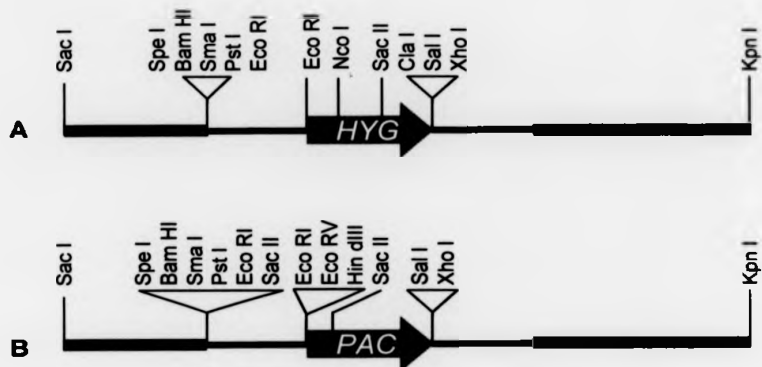 Sac I
Spe I
Bam HI
Sma I
Pst I
Eco RI
Eco RI
Nco I
Sac II
Cla I
Sal I
Xho I
Kpn I
A
HYG
Sac I
Spe I
Bam HI
Sma I
Pst I
Eco RI
Sac II
Eco RI
Eco RV
Hin dIII
Sac II
Sal I
Xho I
Kpn I
B
PAC